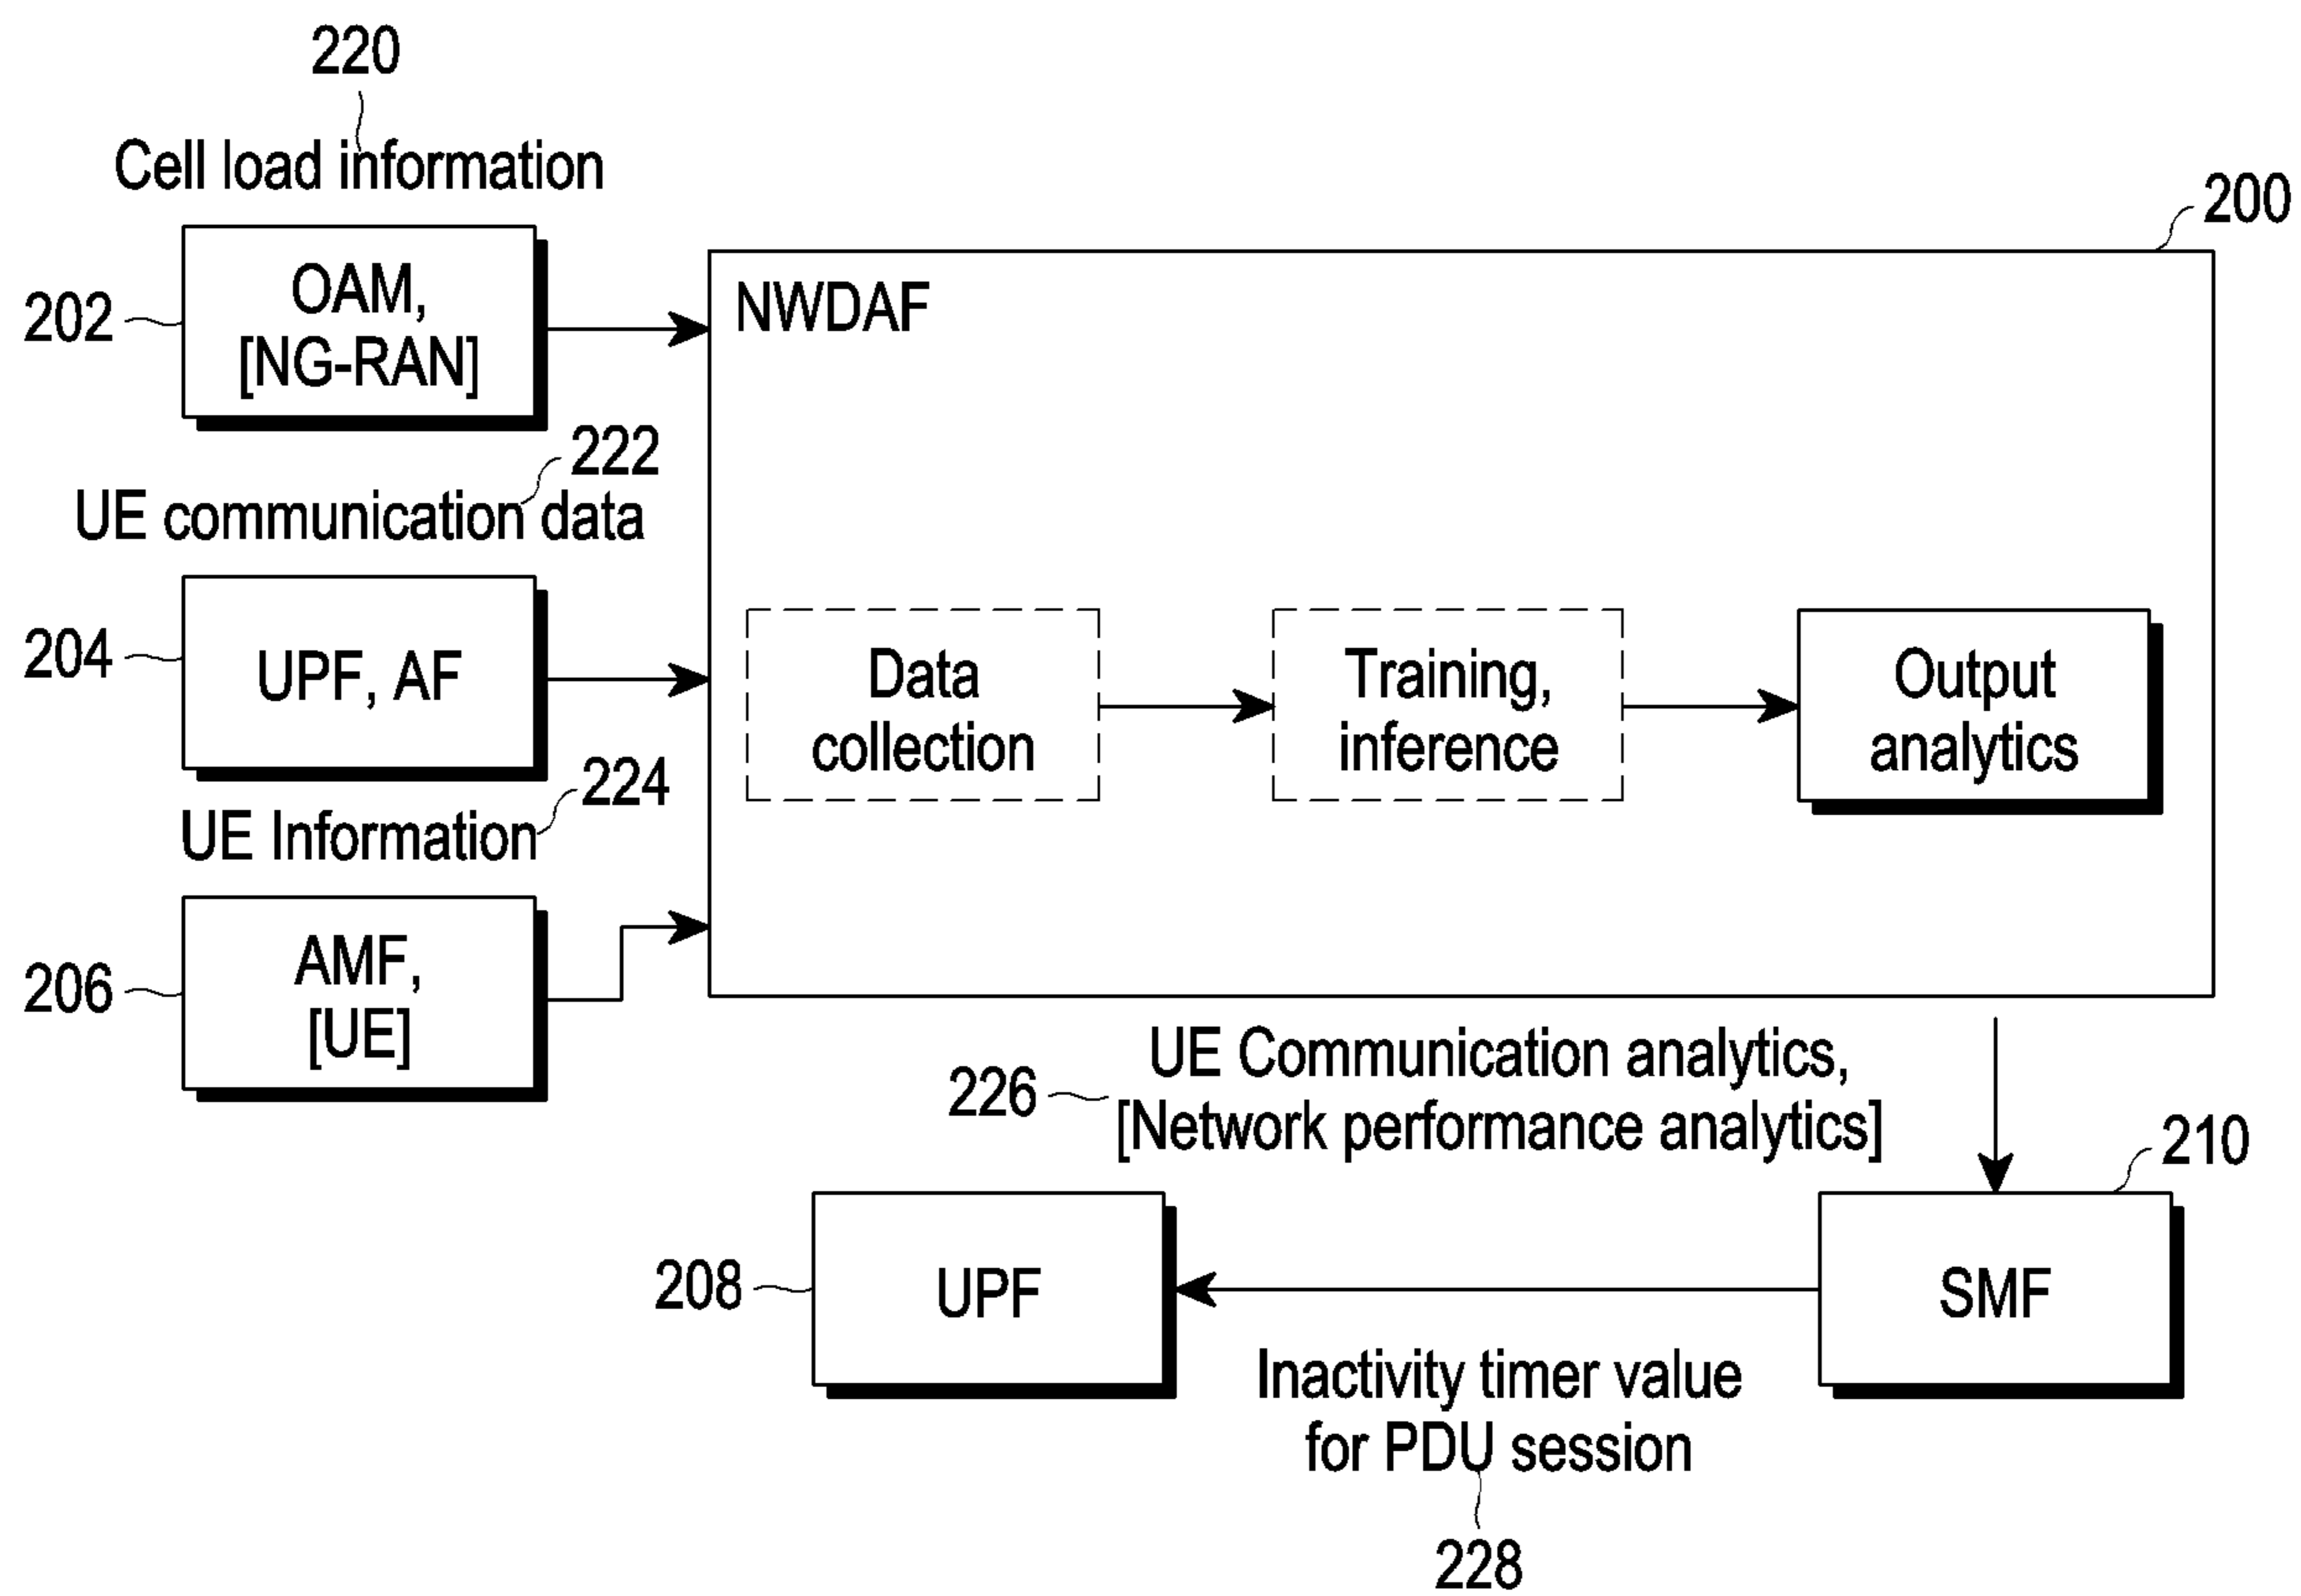 220
Cell load information
200
202
OAM,
[NG-RAN]
NWDAF
222
UE communication data
204
UPF, AF
Data
collection
Training,
inference
Output
analytics
224
UE Information
206
AMF,
[UE]
226
UE Communication analytics,
[Network performance analytics]
210
208
UPF
SMF
Inactivity timer value
for PDU session
228